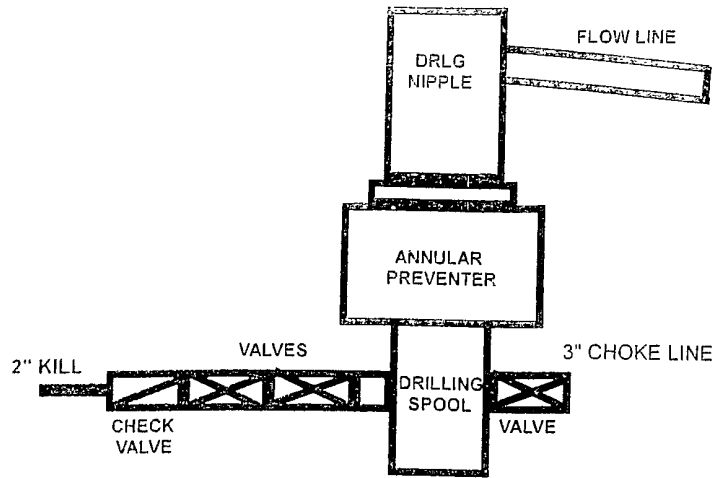 FLOW LINE
DRLG
NIPPLE
ANNULAR
PREVENTER
2" KILL
VALVES
3" CHOKE LINE
DRILLING
SPOOL
CHECK
VALVE
VALVE